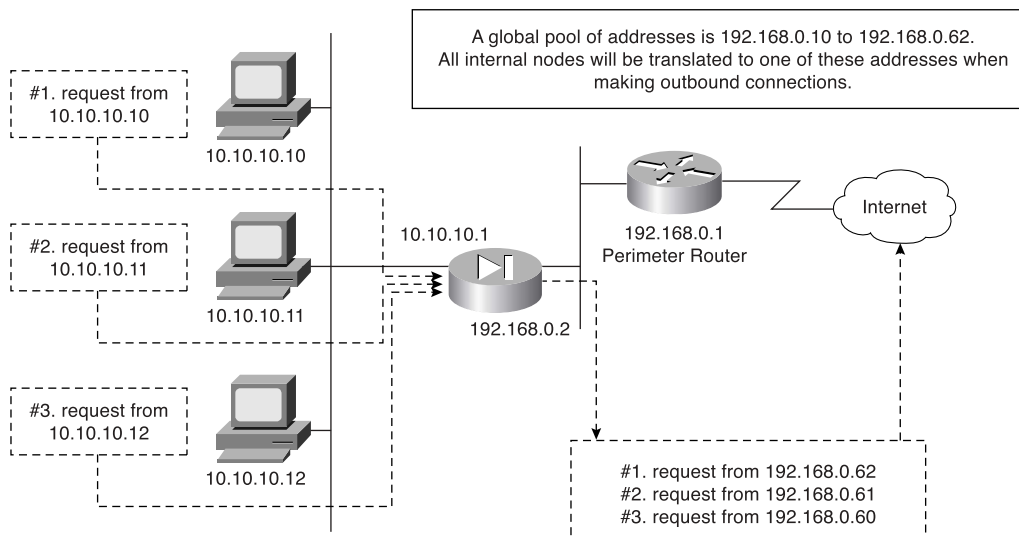 A global pool of addresses is 192.168.0.10 to 192.168.0.62.
All internal nodes will be translated to one of these addresses when
making outbound connections.
#1. request from
10.10.10.10
10.10.10.10
#2. request from
10.10.10.11
10.10.10.11
#3. request from
10.10.10.12
10.10.10.12
10.10.10.1
192.168.0.2
192.168.0.1
Perimeter Router
Internet
#1. request from 192.168.0.62
#2. request from 192.168.0.61
#3. request from 192.168.0.60